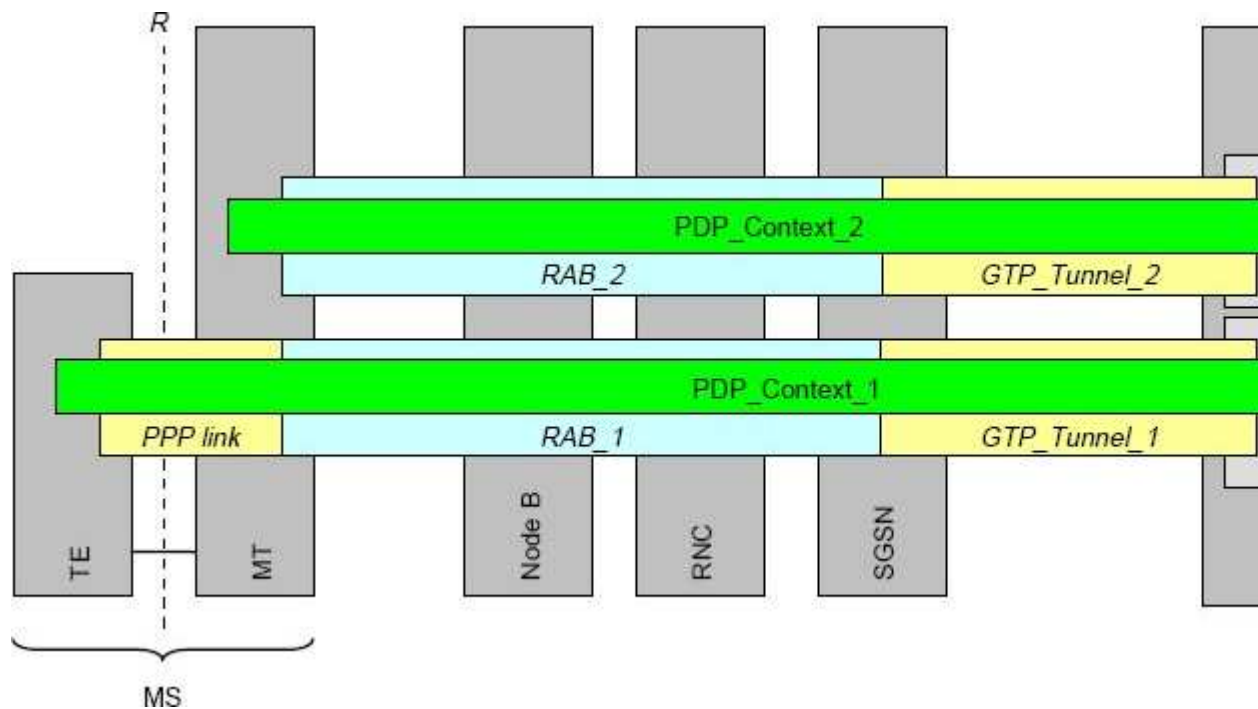 R
PDP_Context_2
RAB_2
GTP_Tunnel_2
PDP_Context_1
PPP link
RAB_1
GTP_Tunnel_1
TE
MT
Node B
RNC
SGSN
MS